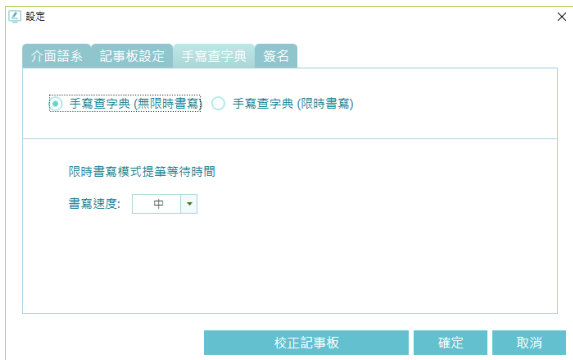 設定
介面語系 記事板設定 手寫查字典 簽名
手寫查字典 (無限時書寫) 手寫查字典 (限時書寫)
限時書寫模式提筆等待時間
書寫速度: 中
校正記事板 確定 取消